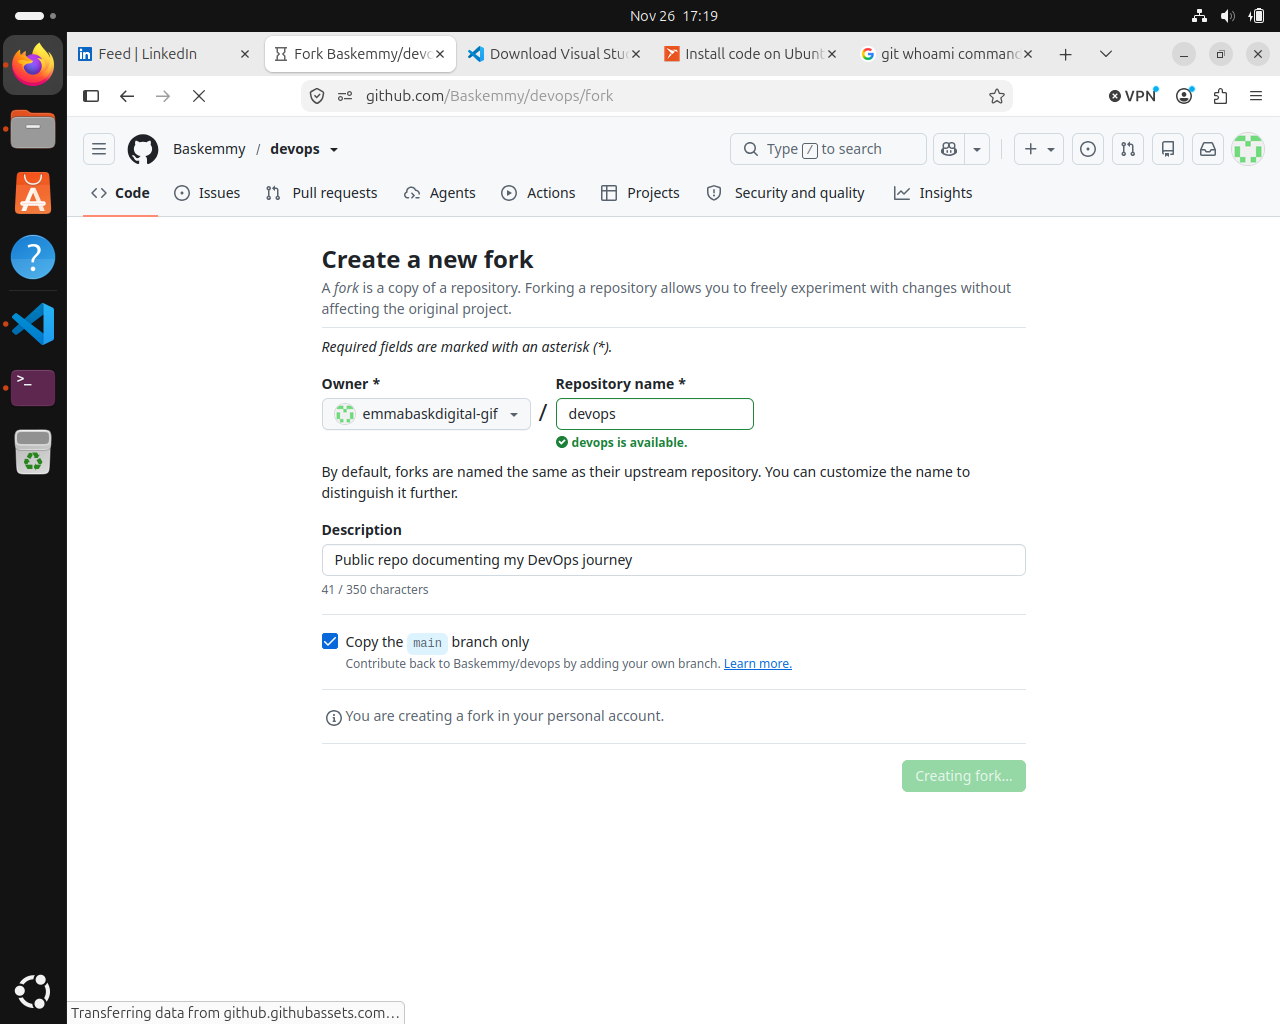 Nov 26 17:19
Feed | LinkedIn
Fork Baskemmy/devo
Download Visual Stud
Install code on Ubunt
git whoami command
github.com/Baskemmy/devops/fork
VPN
Baskemmy / devops
Type / to search
Code
Issues
Pull requests
Agents
Actions
Projects
Security and quality
Insights
Create a new fork
A fork is a copy of a repository. Forking a repository allows you to freely experiment with changes without
affecting the original project.
Required fields are marked with an asterisk (*).
Owner *
Repository name *
emmabaskdigital-gif
/
devops
devops is available.
By default, forks are named the same as their upstream repository. You can customize the name to
distinguish it further.
Description
Public repo documenting my DevOps journey
41 / 350 characters
Copy the main branch only
Contribute back to Baskemmy/devops by adding your own branch. Learn more.
You are creating a fork in your personal account.
Creating fork...
Transferring data from github.githubassets.com…